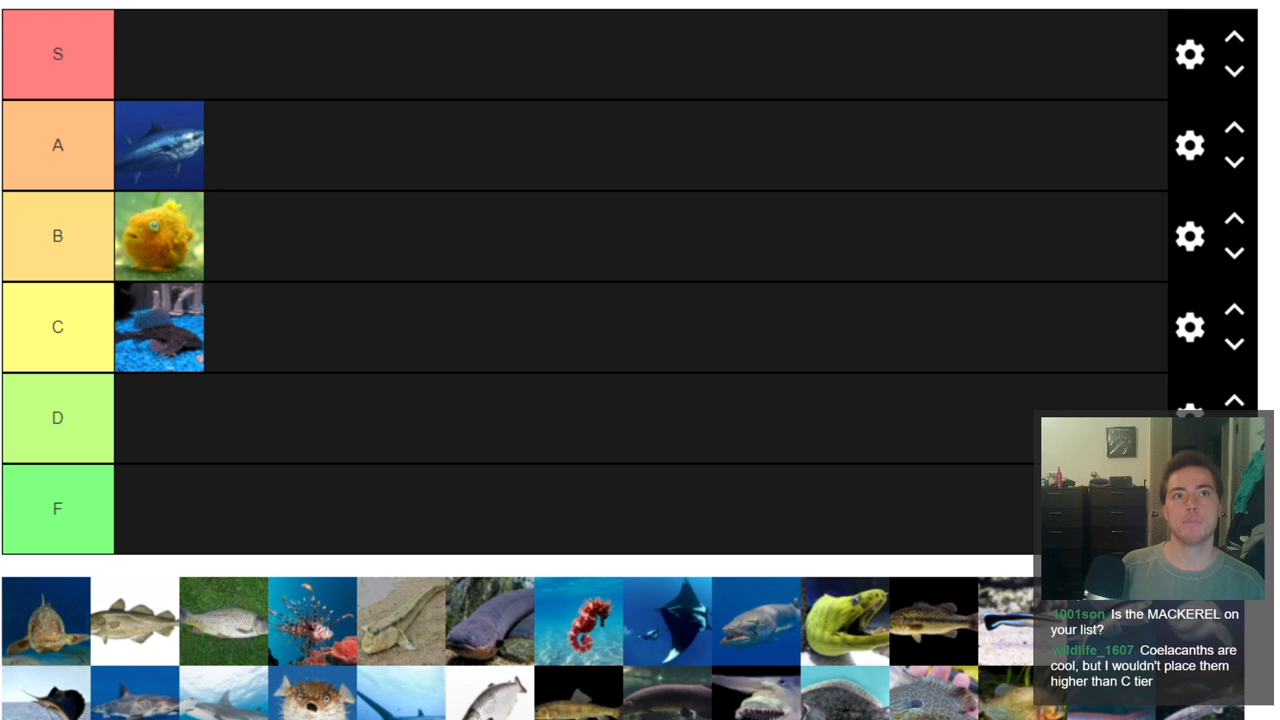 S
A
B
C
D
F
1001son Is the MACKEREL on
your list?
wildlife_1607 Coelacanths are
cool, but I wouldn't place them
higher than C tier